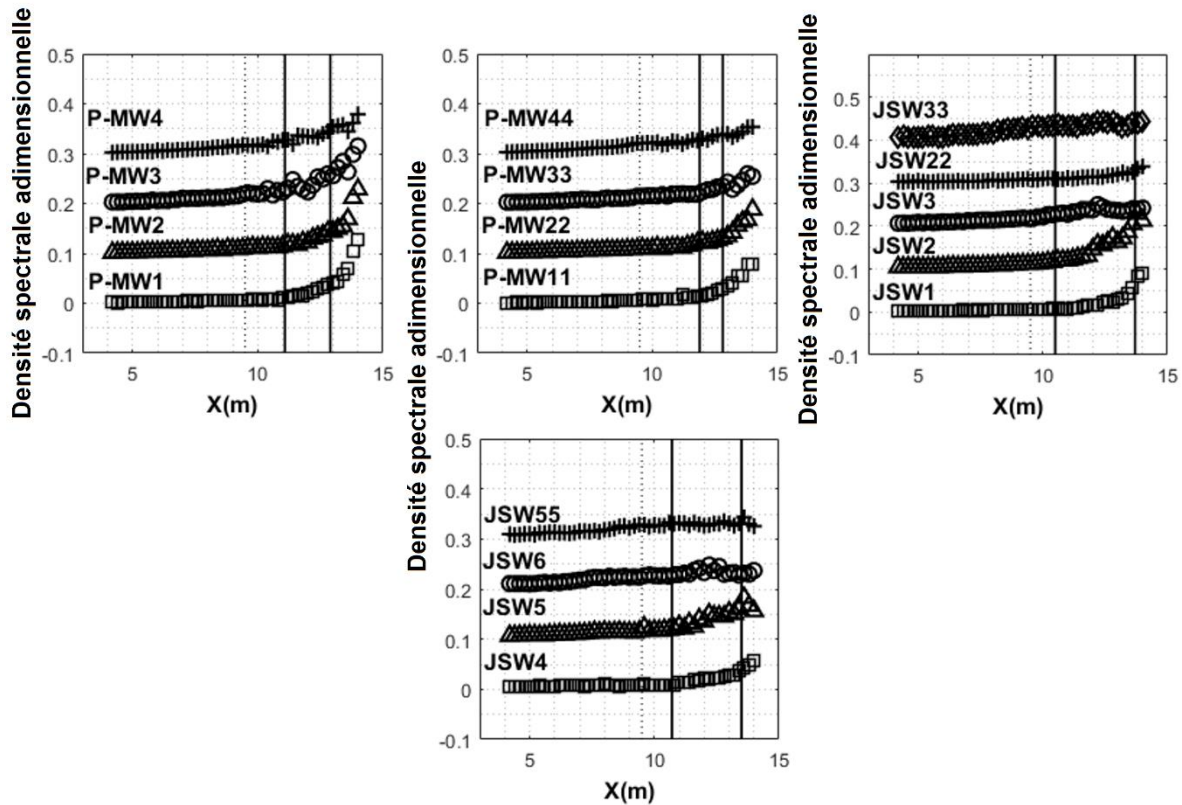 Densité spectrale adimensionnelle
0.5
0.4
0.3
0.2
0.1
0
-0.1
P-MW4
P-MW3
P-MW2
P-MW1
5 10 15
X(m)
Densité spectrale adimensionnelle
0.5
0.4
0.3
0.2
0.1
0
-0.1
P-MW44
P-MW33
P-MW22
P-MW11
5 10 15
X(m)
Densité spectrale adimensionnelle
0.5
0.4
0.3
0.2
0.1
0
-0.1
JSW33
JSW22
JSW3
JSW2
JSW1
5 10 15
X(m)
0.5
0.4
0.3
0.2
0.1
0
-0.1
JSW55
JSW6
JSW5
JSW4
5 10 15
X(m)